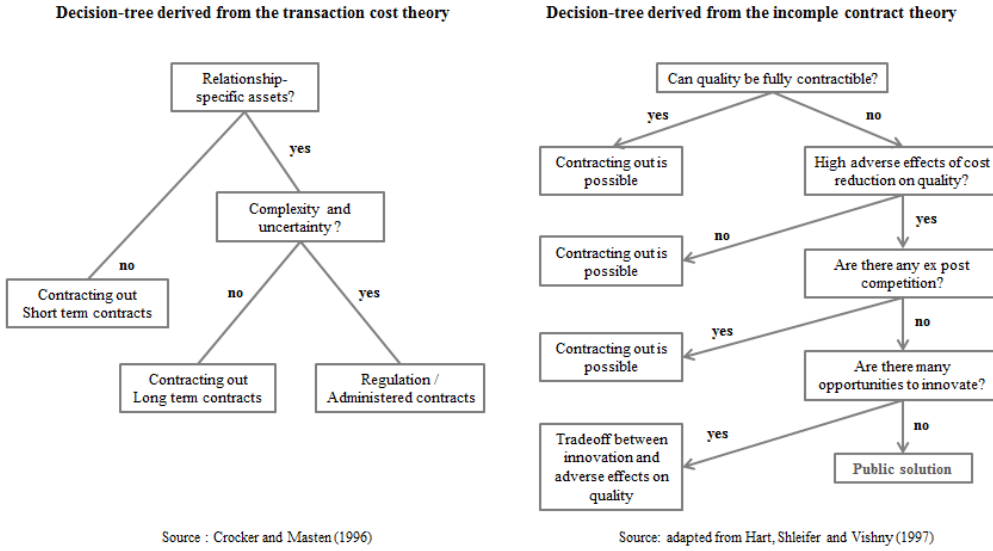 Decision-tree derived from the transaction cost theory
Relationship-
specific assets?
yes
Complexity and
uncertainty ?
no
Contracting out
Short term contracts
no
yes
Contracting out
Long term contracts
Regulation /
Administered contracts
Source : Crocker and Masten (1996)
Decision-tree derived from the incomple contract theory
Can quality be fully contractible?
yes
no
Contracting out is
possible
High adverse effects of cost
reduction on quality?
no
yes
Contracting out is
possible
Are there any ex post
competition?
yes
no
Contracting out is
possible
Are there many
opportunities to innovate?
yes
no
Tradeoff between
innovation and
adverse effects on
quality
Public solution
Source: adapted from Hart, Shleifer and Vishny (1997)